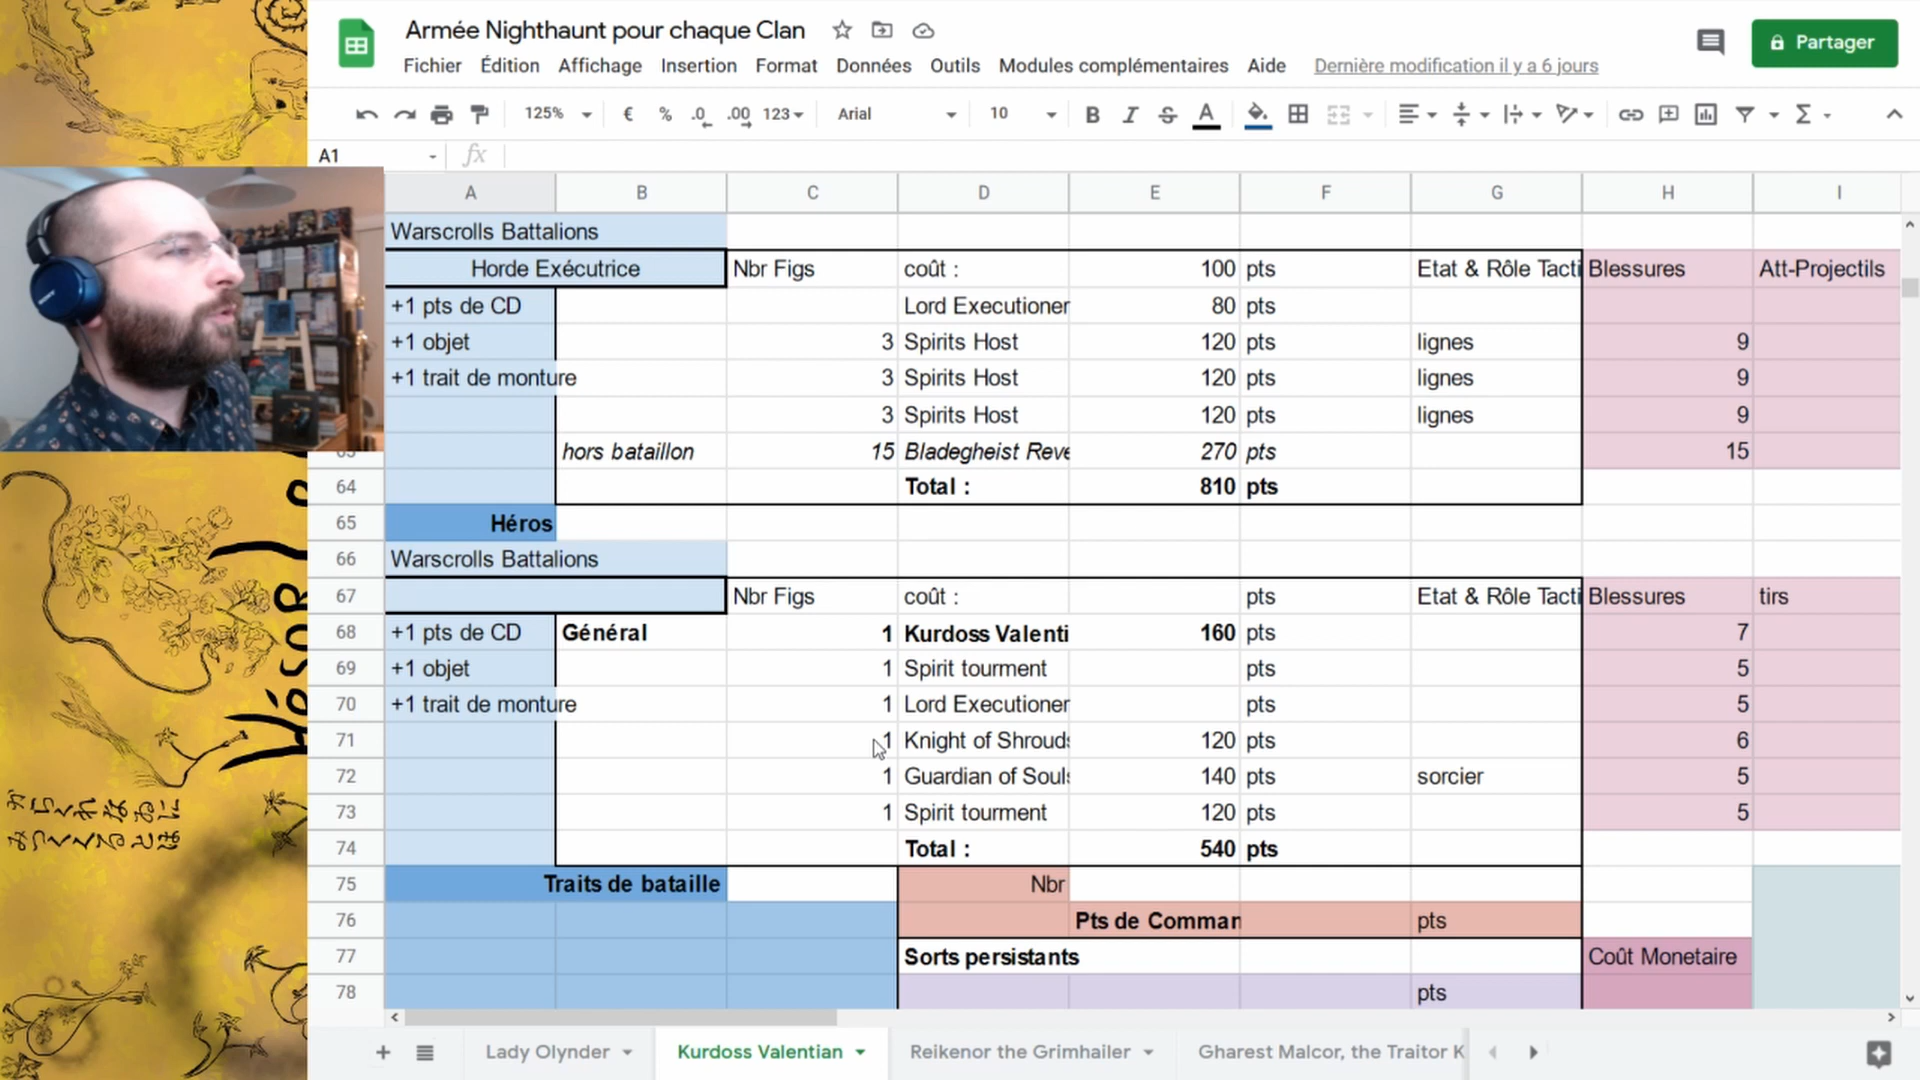 Armée Nighthaunt pour chaque Clan
Partager
Fichier Édition Affichage Insertion Format Données Outils Modules complémentaires Aide Dernière modification il y a 6 jours
125% € % .0 .00 123 Arial 10 B I S A Σ
A1 fx
A B C D E F G H I
Warscrolls Battalions
Horde Exécutrice Nbr Figs coût : 100 pts Etat & Rôle Tacti Blessures Att-Projectils
+1 pts de CD Lord Executioner 80 pts
+1 objet 3 Spirits Host 120 pts lignes 9
+1 trait de monture 3 Spirits Host 120 pts lignes 9
3 Spirits Host 120 pts lignes 9
63 hors bataillon 15 Bladegheist Reve 270 pts 15
64 Total : 810 pts
65 Héros
66 Warscrolls Battalions
67 Nbr Figs coût : pts Etat & Rôle Tacti Blessures tirs
68 +1 pts de CD Général 1 Kurdoss Valenti 160 pts 7
69 +1 objet 1 Spirit tourment pts 5
70 +1 trait de monture 1 Lord Executioner pts 5
71 1 Knight of Shrouds 120 pts 6
72 1 Guardian of Souls 140 pts sorcier 5
73 1 Spirit tourment 120 pts 5
74 Total : 540 pts
75 Traits de bataille Nbr
76 Pts de Comman pts
77 Sorts persistants Coût Monetaire
78 pts
Lady Olynder Kurdoss Valentian Reikenor the Grimhailer Gharest Malcor, the Traitor K